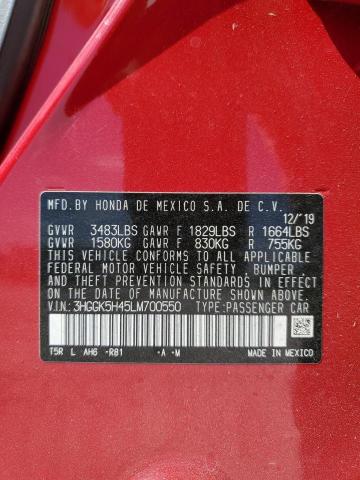 MFD.BY HONDA DE MEXICO S.A. DE C.V.
12/'19
GVWR 3483LBS GAWR F 1829LBS R 1664LBS
GVWR 1580KG GAWR F 830KG R 755KG
THIS VEHICLE CONFORMS TO ALL APPLICABLE
FEDERAL MOTOR VEHICLE SAFETY, BUMPER ,
AND THEFT PREVENTION STANDARDS IN EFFECT ON
THE DATE OF MANUFACTURE SHOWN ABOVE.
V.I.N.:3HGGK5H45LM700550 TYPE:PASSENGER CAR
T5R L AH6 -R81 -A -M MADE IN MEXICO